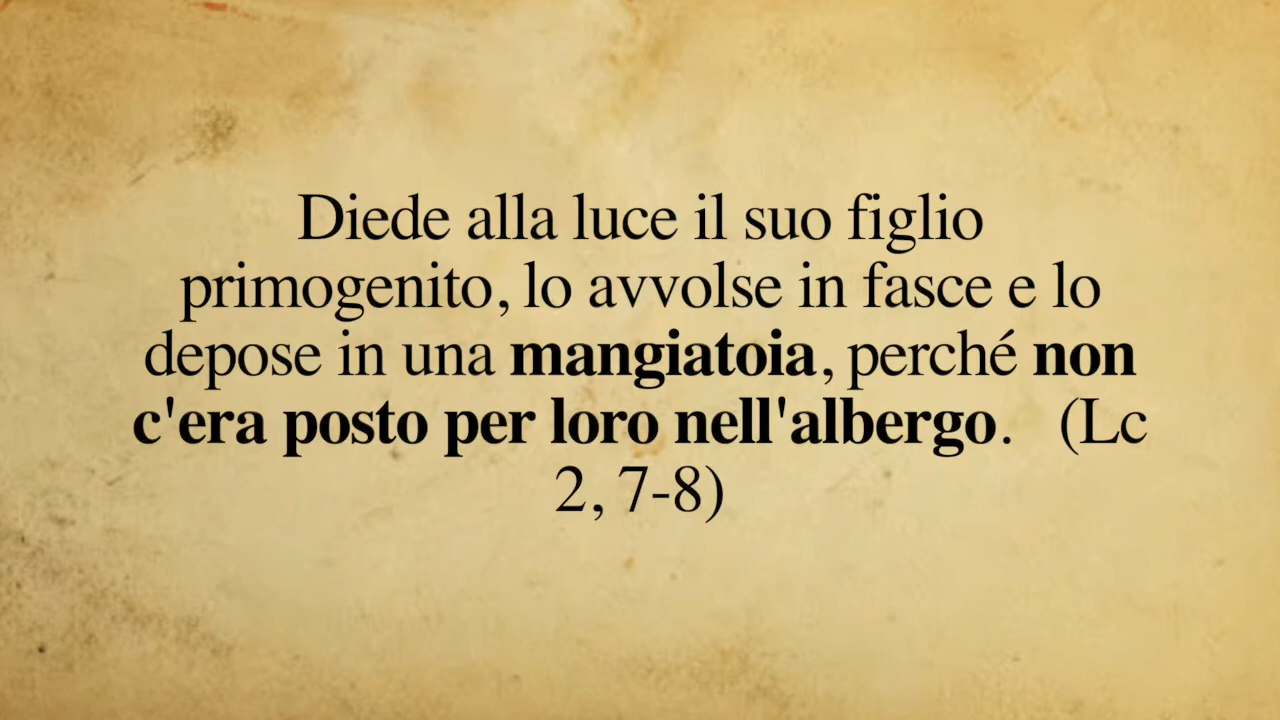 Diede alla luce il suo figlio
primogenito, lo avvolse in fasce e lo
depose in una mangiatoia, perché non
c'era posto per loro nell'albergo.   (Lc
2, 7-8)